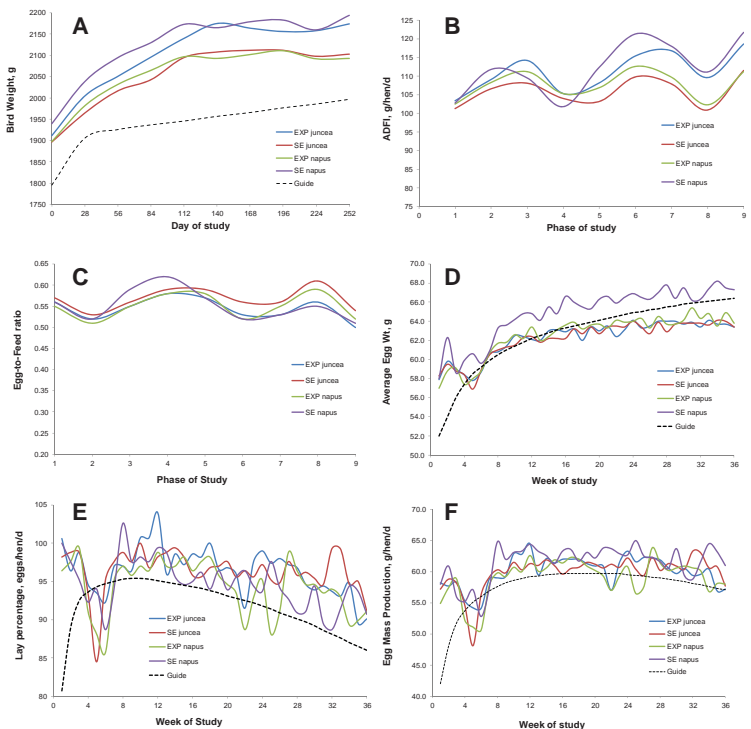 A
Bird Weight, g
2200
2150
2100
2050
2000
1950
1900
1850
1800
1750
0
28
56
84
112
140
168
196
224
252
Day of study
EXP juncea
SE juncea
EXP napus
SE napus
Guide
B
ADFI, g/hen/d
125
120
115
110
105
100
95
90
85
80
75
0
1
2
3
4
5
6
7
8
9
Phase of study
EXP juncea
SE juncea
EXP napus
SE napus
C
Egg-to-Feed ratio
0.65
0.60
0.55
0.50
0.45
0.40
0.35
0.30
0.25
0.20
1
2
3
4
5
6
7
8
9
Phase of Study
EXP juncea
SE juncea
EXP napus
SE napus
D
Average Egg Wt, g
70.0
68.0
66.0
64.0
62.0
60.0
58.0
56.0
54.0
52.0
50.0
0
4
8
12
16
20
24
28
32
36
Week of study
EXP juncea
SE juncea
EXP napus
SE napus
Guide
E
Lay percentage, eggs/hen/d
105
100
95
90
85
80
0
4
8
12
16
20
24
28
32
36
Week of Study
EXP juncea
SE juncea
EXP napus
SE napus
Guide
F
Egg Mass Production, g/hen/d
70.0
65.0
60.0
55.0
50.0
45.0
40.0
0
4
8
12
16
20
24
28
32
36
Week of study
EXP juncea
SE juncea
EXP napus
SE napus
Guide